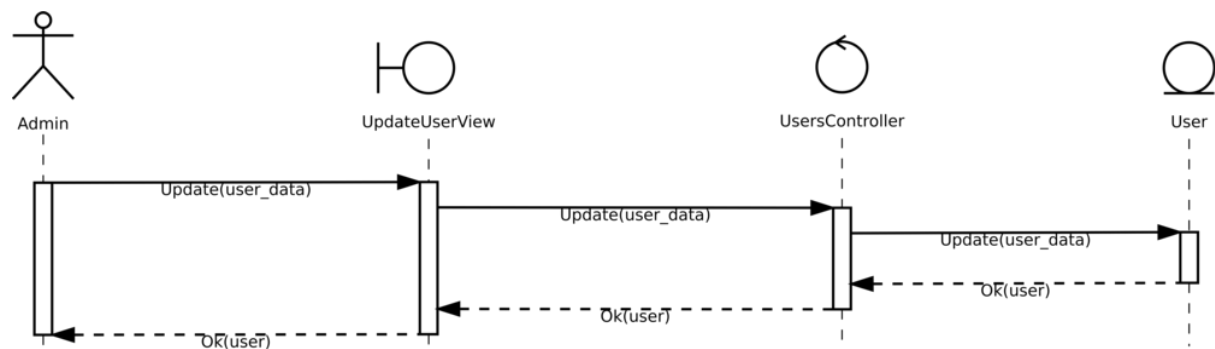 Admin
UpdateUserView
UsersController
User
Update(user_data)
Update(user_data)
Update(user_data)
Ok(user)
Ok(user)
Ok(user)